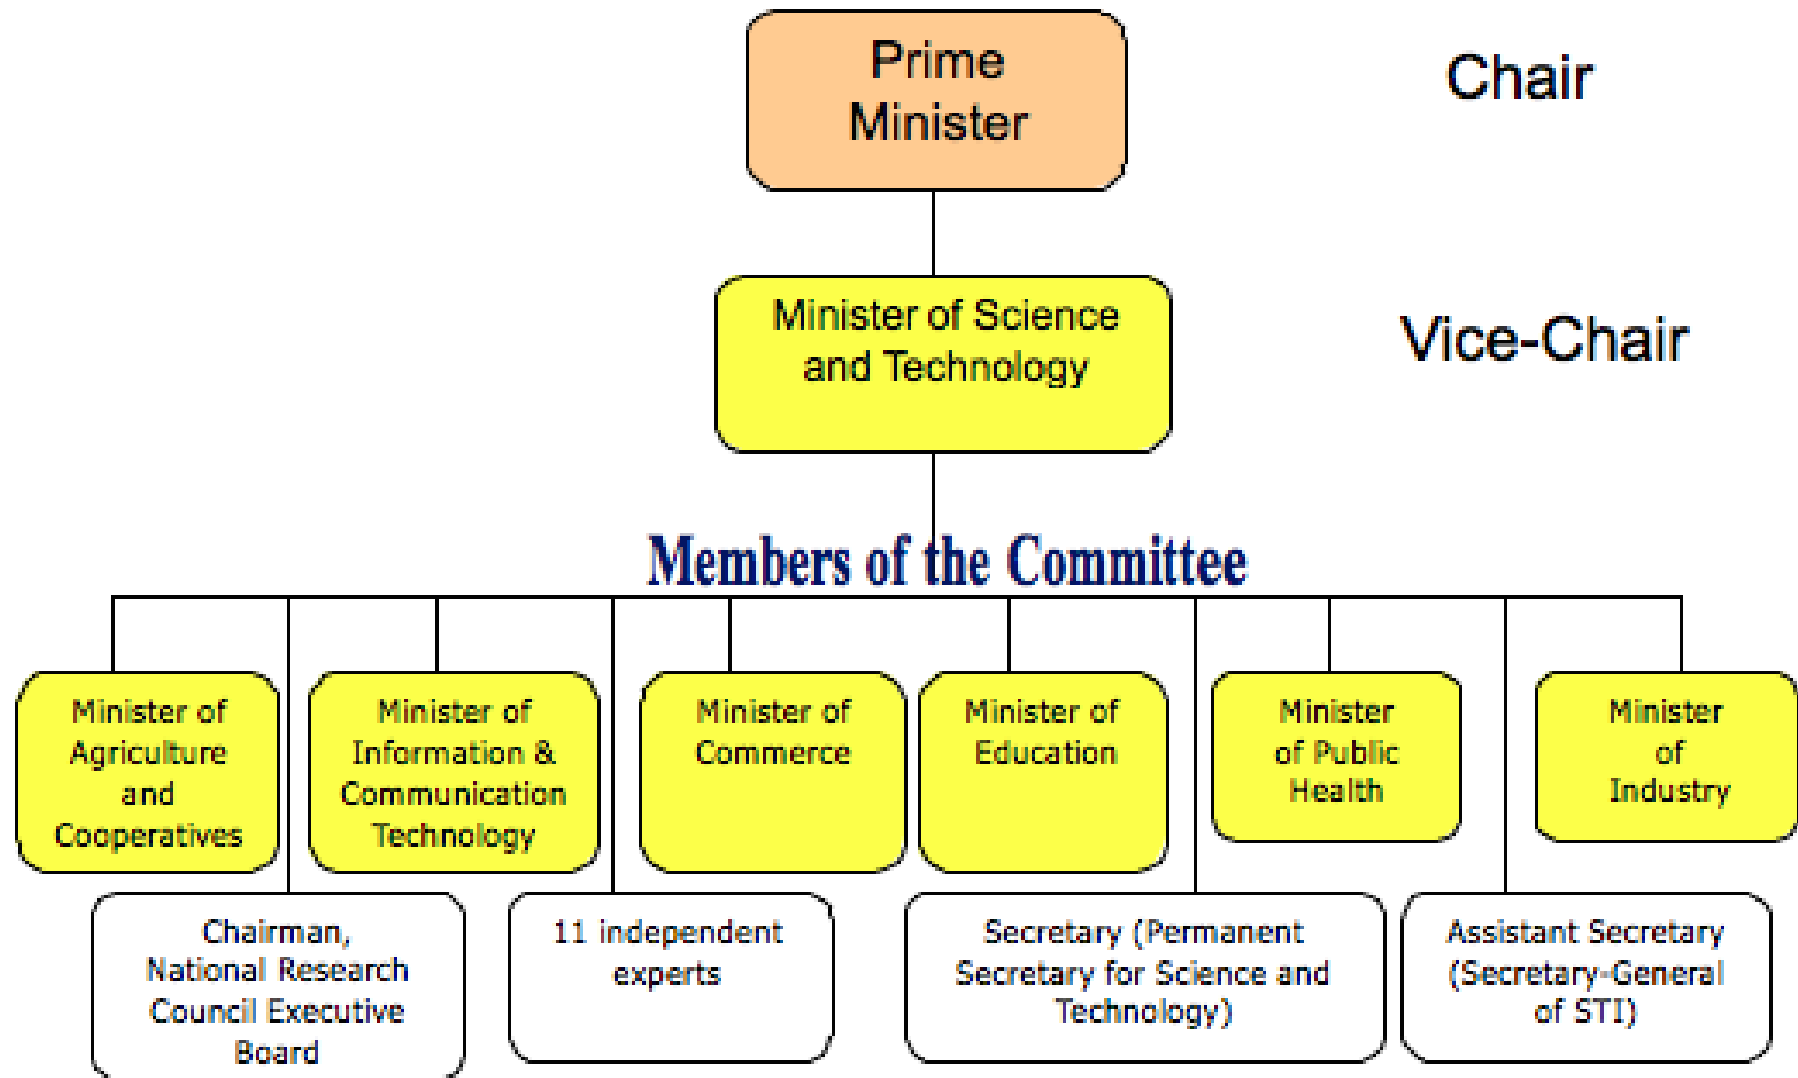 Prime
Minister
Chair
Minister of Science
and Technology
Vice-Chair
Members of the Committee
Minister of
Agriculture
and
Cooperatives
Minister of
Information &
Communication
Technology
Minister of
Commerce
Minister of
Education
Minister
of Public
Health
Minister
of
Industry
Chairman,
National Research
Council Executive
Board
11 independent
experts
Secretary (Permanent
Secretary for Science and
Technology)
Assistant Secretary
(Secretary-General
of STI)